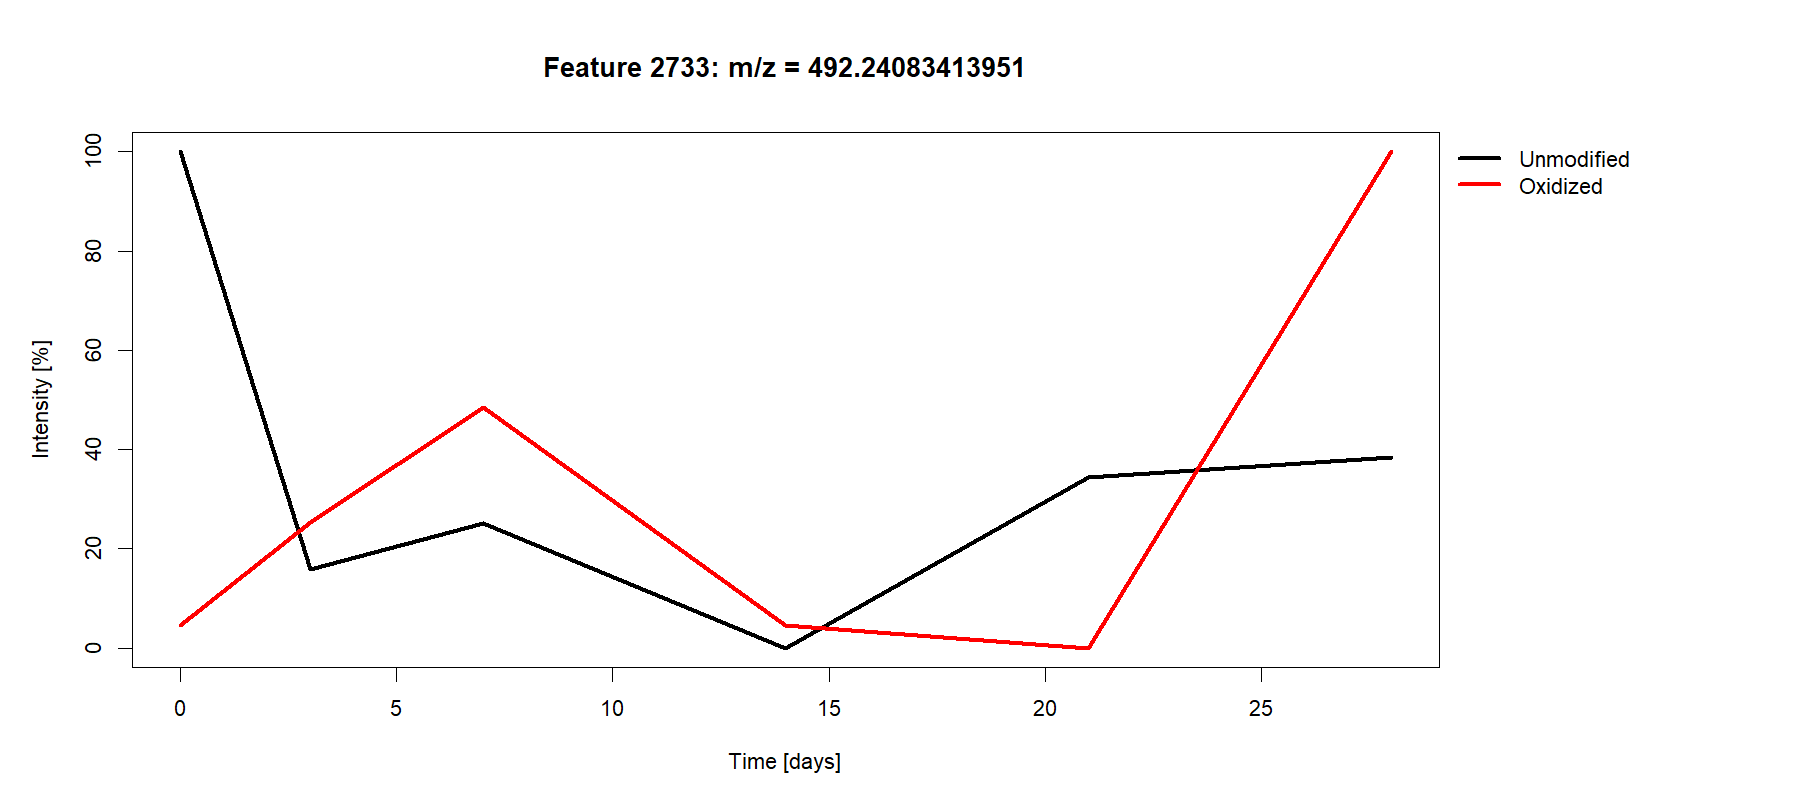 Feature 2733: m/z = 492.24083413951
Unmodified
Oxidized
Intensity [%]
100
80
60
40
20
0
0 5 10 15 20 25
Time [days]